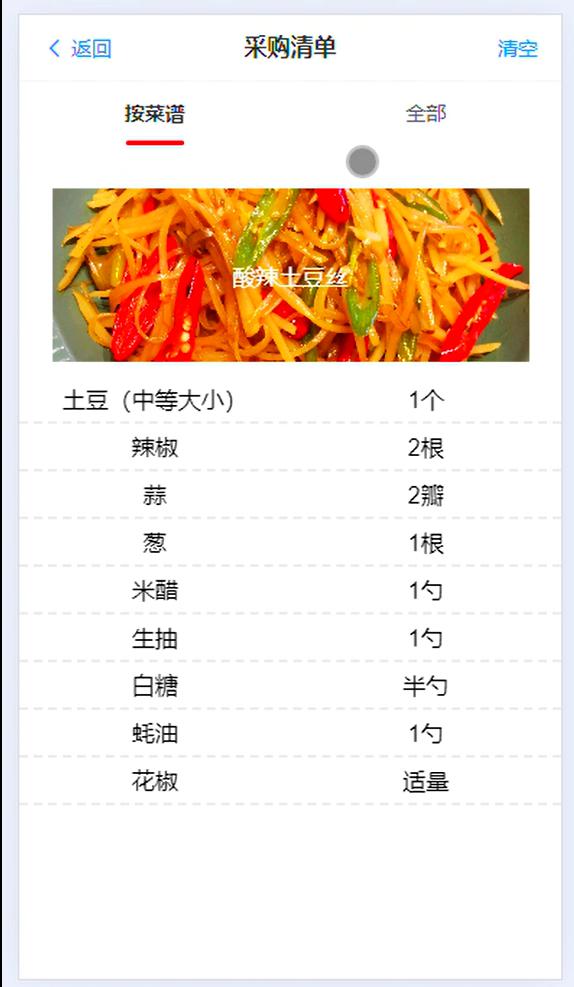 返回 采购清单 清空
按菜谱 全部
酸辣土豆丝
土豆（中等大小） 1个
辣椒 2根
蒜 2瓣
葱 1根
米醋 1勺
生抽 1勺
白糖 半勺
蚝油 1勺
花椒 适量